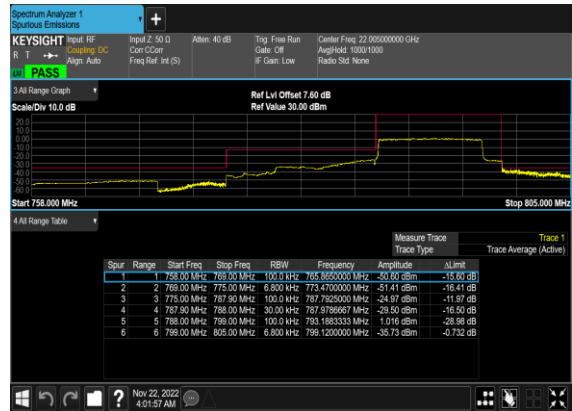 Spectrum Analyzer 1
Spurious Emissions
KEYSIGHT Input: RF Input Z: 50 Ω Atten: 40 dB Trig: Free Run Center Freq: 22.005000000 GHz
R T Coupling: DC Corr CCorr Gate: Off Avg|Hold: 1000/1000
Align: Auto Freq Ref: Int (S) IF Gain: Low Radio Std: None
PASS
3 All Range Graph
Ref Lvl Offset 7.60 dB
Scale/Div 10.0 dB Ref Value 30.00 dBm
20.0
10.0
0.00
-10.0
-20.0
-30.0
-40.0
-50.0
-60.0
Start 758.000 MHz Stop 805.000 MHz
4 All Range Table
Measure Trace Trace 1
Trace Type Trace Average (Active)
Spur Range Start Freq Stop Freq RBW Frequency Amplitude ΔLimit
1 1 758.00 MHz 769.00 MHz 100.0 kHz 765.8650000 MHz -50.60 dBm -15.60 dB
2 2 769.00 MHz 775.00 MHz 6.800 kHz 773.4700000 MHz -51.41 dBm -16.41 dB
3 3 775.00 MHz 787.90 MHz 100.0 kHz 787.7925000 MHz -24.97 dBm -11.97 dB
4 4 787.90 MHz 788.00 MHz 30.00 kHz 787.9786667 MHz -29.50 dBm -16.50 dB
5 5 788.00 MHz 799.00 MHz 100.0 kHz 793.1883333 MHz 1.016 dBm -28.98 dB
6 6 799.00 MHz 805.00 MHz 6.800 kHz 799.1200000 MHz -35.73 dBm -0.732 dB
Nov 22, 2022
4:01:57 AM